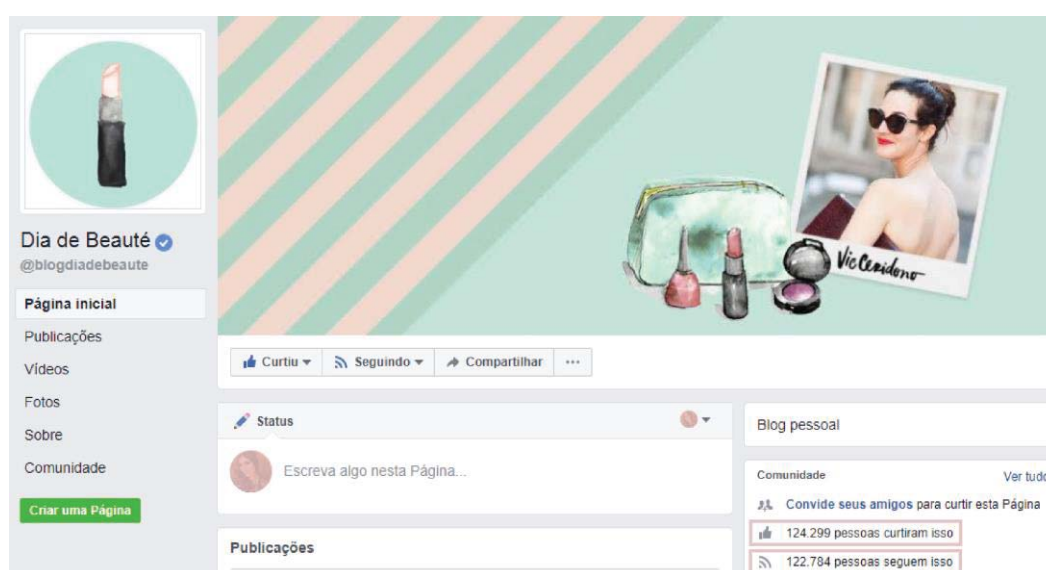 Dia de Beauté
@blogdiadebeaute
Página inicial
Publicações
Vídeos
Fotos
Sobre
Comunidade
Criar uma Página
Vic Ceridono
Curtiu
Seguindo
Compartilhar
Status
Escreva algo nesta Página...
Publicações
Blog pessoal
Comunidade Ver tudo
Convide seus amigos para curtir esta Página
124.299 pessoas curtiram isso
122.784 pessoas seguem isso